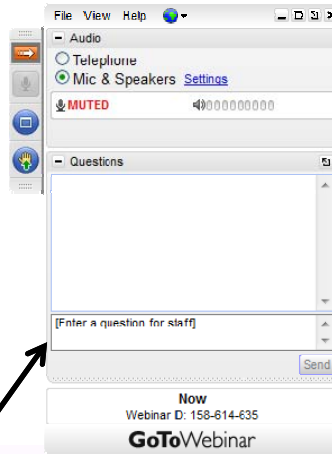 File View Help
Audio
Telephone
Mic & Speakers Settings
MUTED
Questions
[Enter a question for staff]
Send
Now
Webinar ID: 158-614-635
GoToWebinar